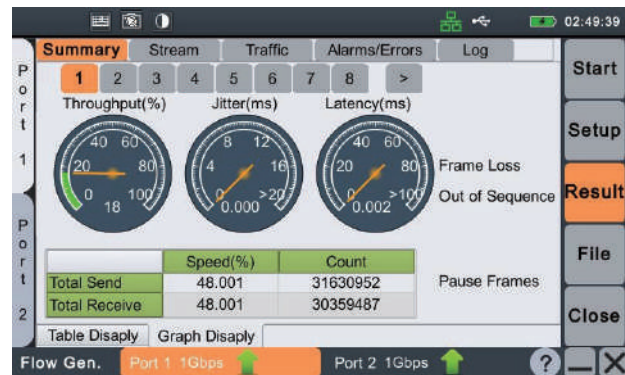 02:49:39
Summary Stream Traffic Alarms/Errors Log
Port 1
Port 2
1 2 3 4 5 6 7 8 >
Throughput(%) Jitter(ms) Latency(ms)
0 20 40 60 80 100
18
0 4 8 12 16 >20
0.000
0 20 40 60 80 >100
0.002
Frame Loss
Out of Sequence
Pause Frames
Speed(%) Count
Total Send 48.001 31630952
Total Receive 48.001 30359487
Table Disaply Graph Disaply
Start
Setup
Result
File
Close
Flow Gen. Port 1 1Gbps Port 2 1Gbps ?